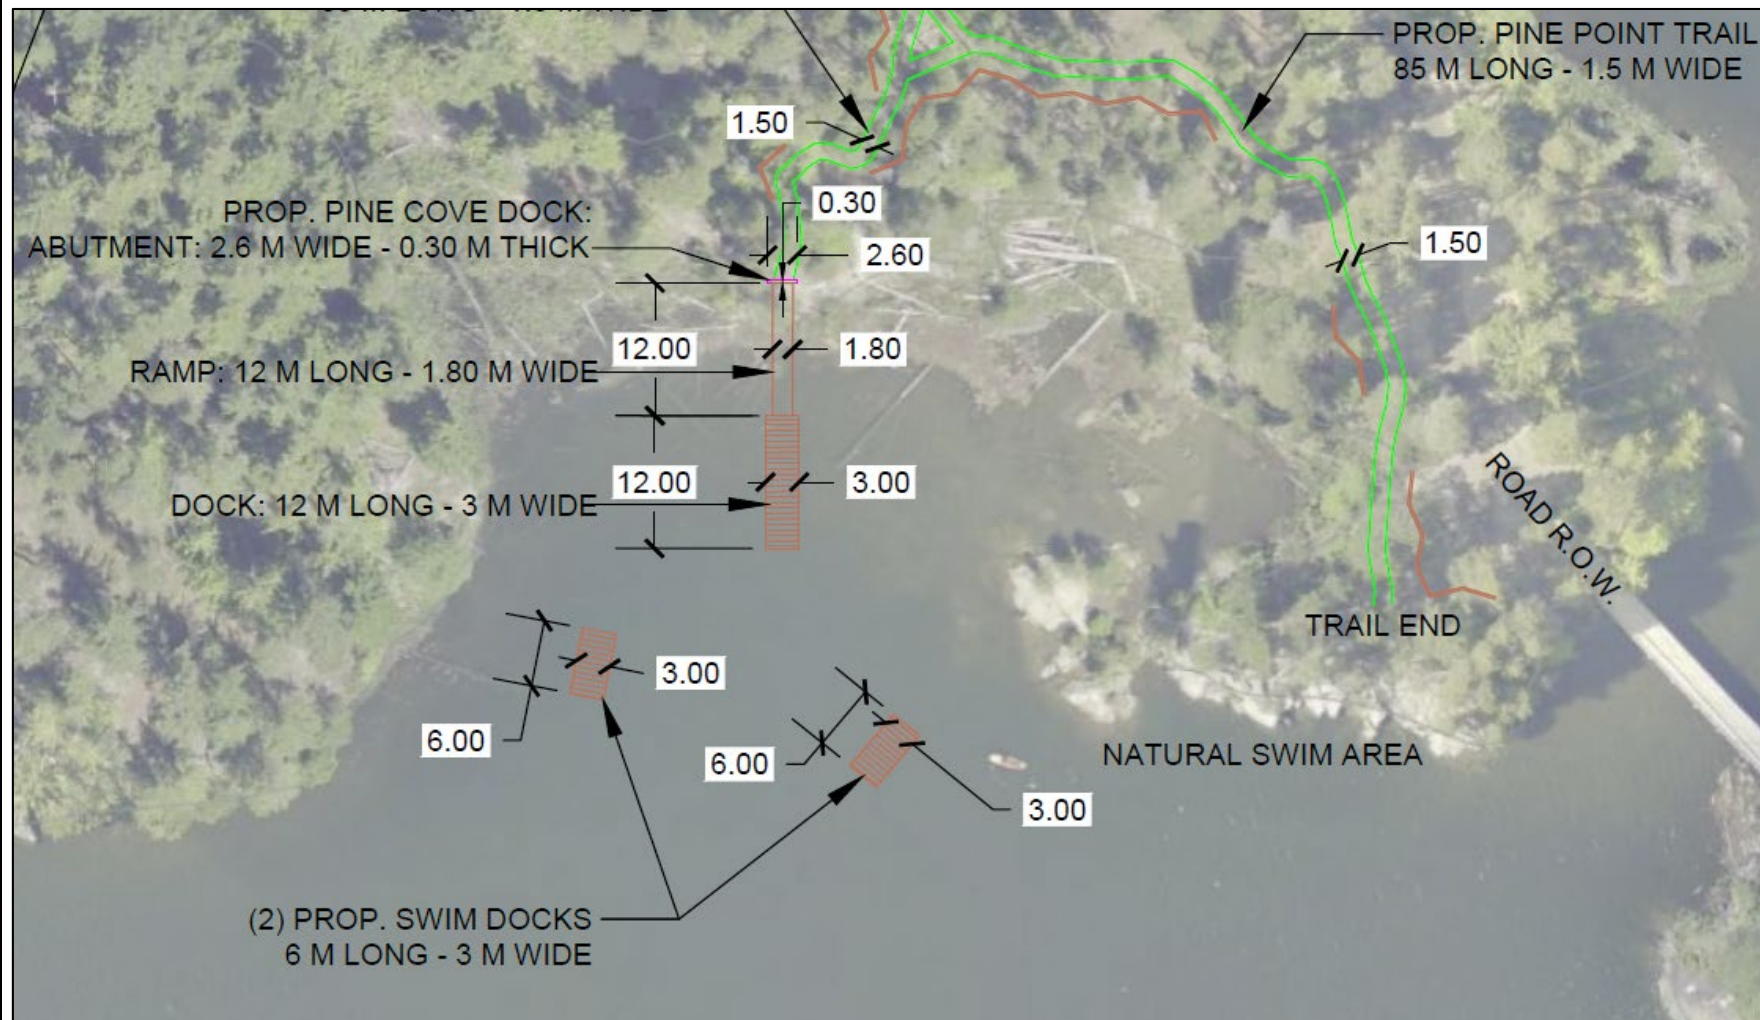 PROP. PINE POINT TRAIL
85 M LONG - 1.5 M WIDE
1.50
PROP. PINE COVE DOCK:
ABUTMENT: 2.6 M WIDE - 0.30 M THICK
0.30
2.60
1.50
12.00
1.80
RAMP: 12 M LONG - 1.80 M WIDE
12.00
3.00
DOCK: 12 M LONG - 3 M WIDE
ROAD R.O.W.
TRAIL END
3.00
6.00
6.00
NATURAL SWIM AREA
3.00
(2) PROP. SWIM DOCKS
6 M LONG - 3 M WIDE